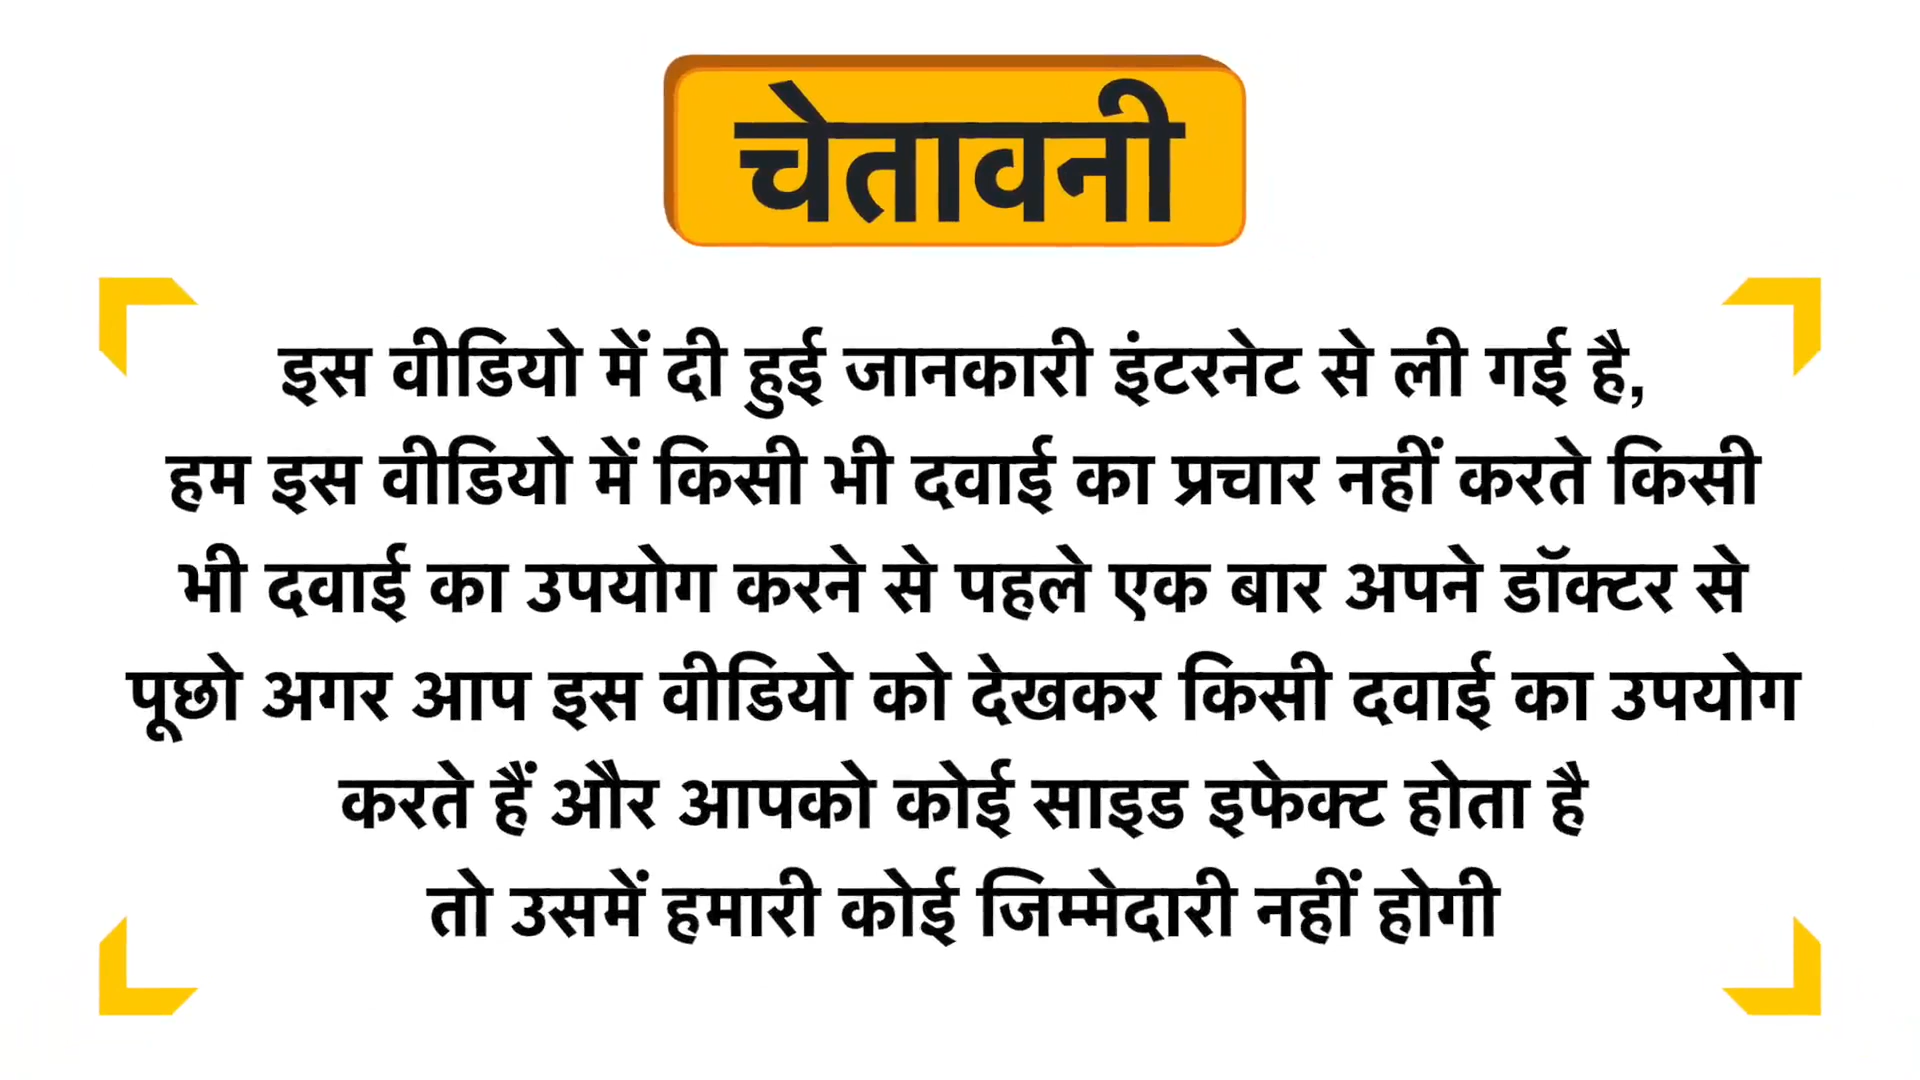 चेतावनी
इस वीडियो में दी हुई जानकारी इंटरनेट से ली गई है,
हम इस वीडियो में किसी भी दवाई का प्रचार नहीं करते किसी
भी दवाई का उपयोग करने से पहले एक बार अपने डॉक्टर से
पूछो अगर आप इस वीडियो को देखकर किसी दवाई का उपयोग
करते हैं और आपको कोई साइड इफेक्ट होता है
तो उसमें हमारी कोई जिम्मेदारी नहीं होगी